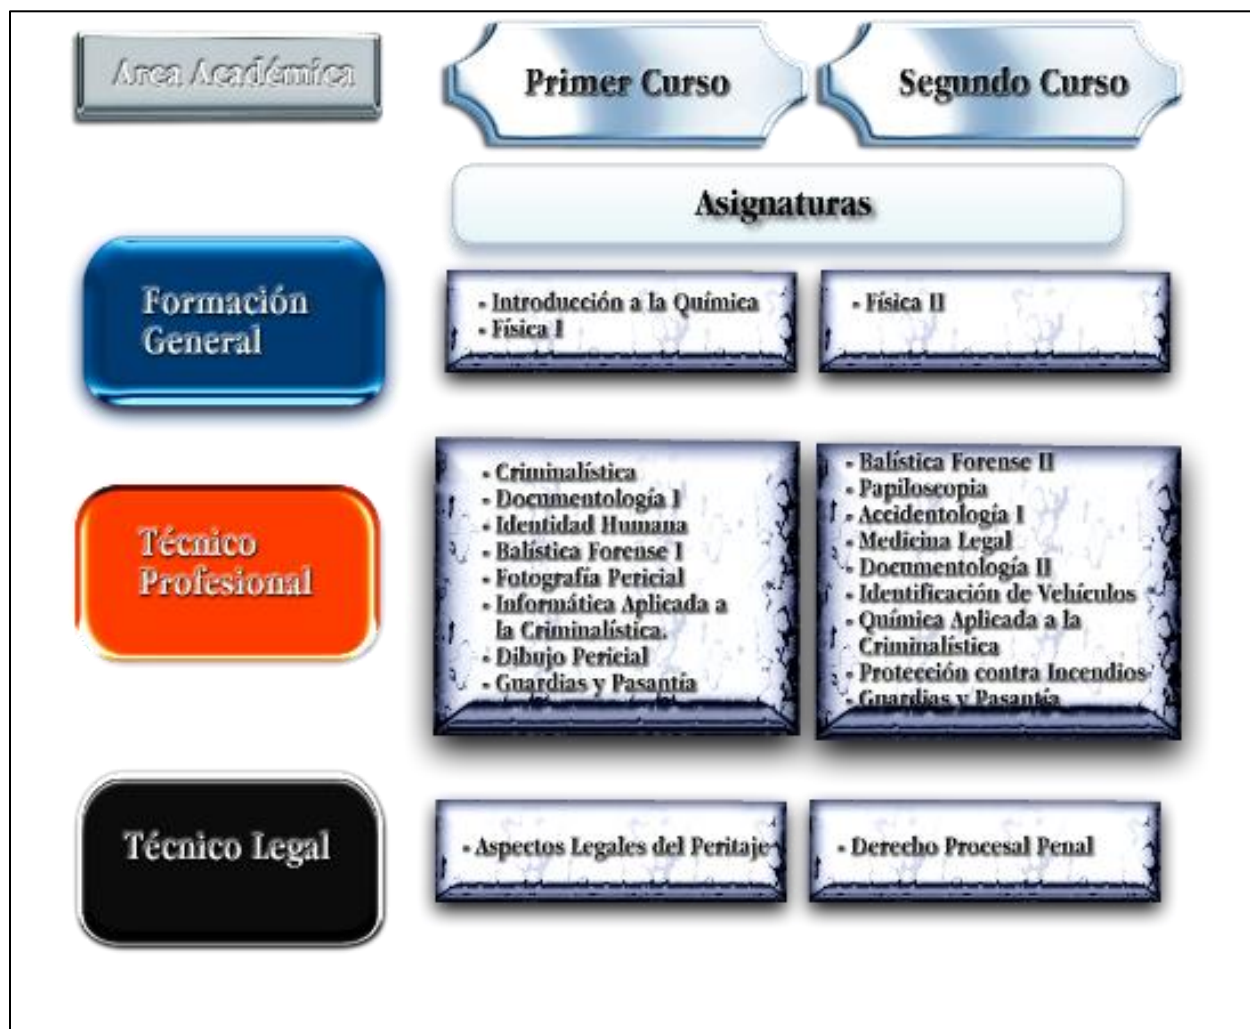 Area Académica
Primer Curso
Segundo Curso
Asignaturas
Formación
General
- Introducción a la Química
- Física I
- Física II
Técnico
Profesional
- Criminalística
- Documentología I
- Identidad Humana
- Balística Forense I
- Fotografía Pericial
- Informática Aplicada a
la Criminalística.
- Dibujo Pericial
- Guardias y Pasantía
- Balística Forense II
- Papiloscopia
- Accidentología I
- Medicina Legal
- Documentología II
- Identificación de Vehículos
- Química Aplicada a la
Criminalística
- Protección contra Incendios
- Guardias y Pasantía
Técnico Legal
- Aspectos Legales del Peritaje
- Derecho Procesal Penal